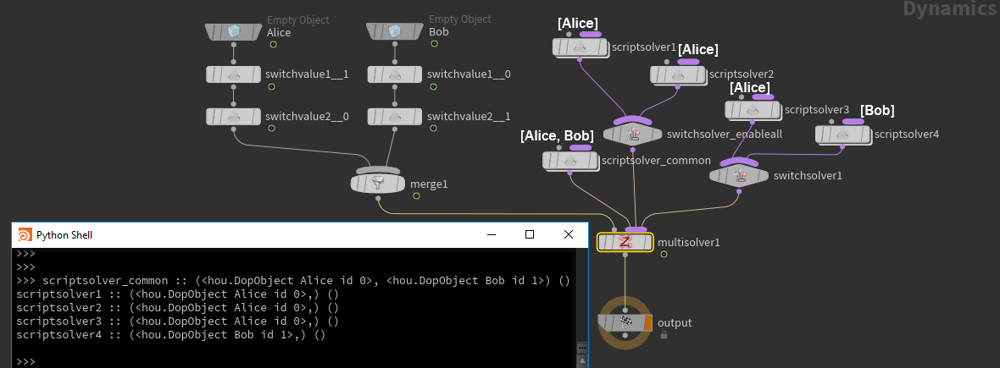 Dynamics
Empty Object
Alice
Empty Object
Bob
[Alice]
scriptsolver1
[Alice]
scriptsolver2
switchvalue1__1
switchvalue1__0
[Alice]
scriptsolver3
[Bob]
scriptsolver4
switchvalue2__0
switchvalue2__1
switchsolver_enableall
[Alice, Bob]
scriptsolver_common
switchsolver1
merge1
multisolver1
output
Python Shell
>>>
>>>
>>> scriptsolver_common :: (<hou.DopObject Alice id 0>, <hou.DopObject Bob id 1>) ()
scriptsolver1 :: (<hou.DopObject Alice id 0>,) ()
scriptsolver2 :: (<hou.DopObject Alice id 0>,) ()
scriptsolver3 :: (<hou.DopObject Alice id 0>,) ()
scriptsolver4 :: (<hou.DopObject Bob id 1>,) ()
>>>